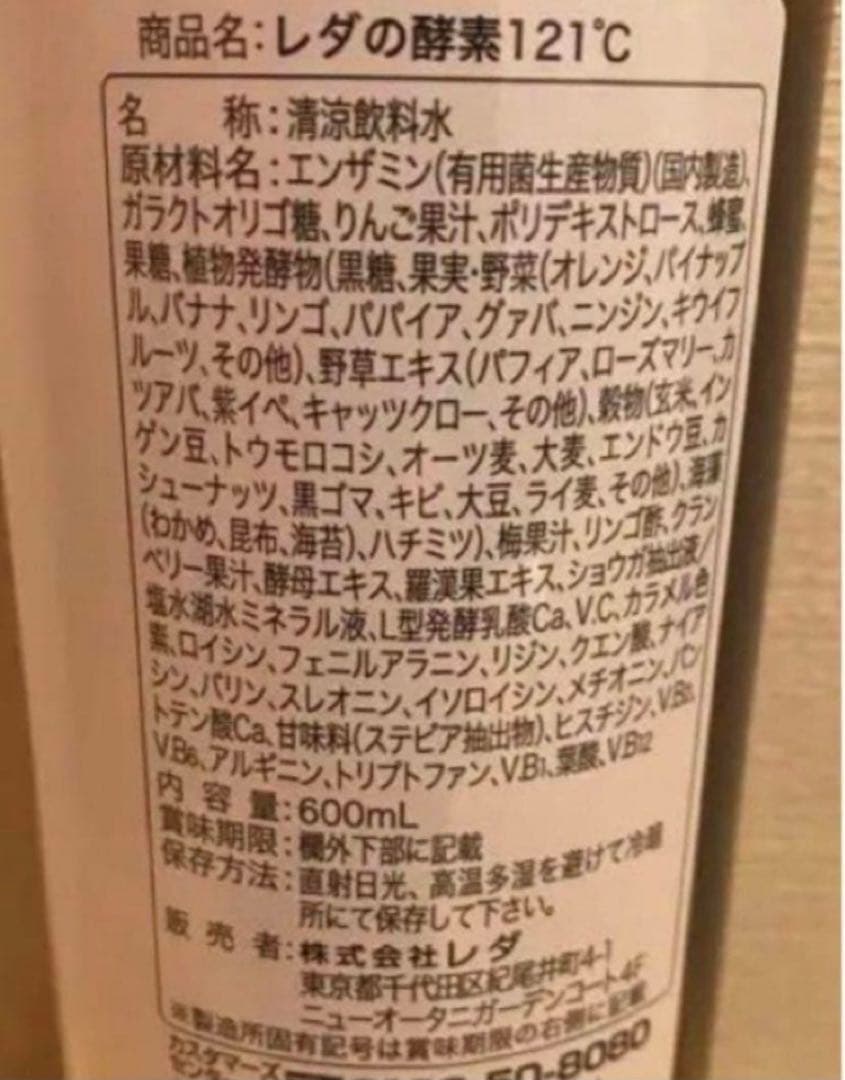 商品名:レダの酵素121℃
名　　称:清涼飲料水
原材料名:エンザミン(有用菌生産物質)(国内製造)、
ガラクトオリゴ糖、りんご果汁、ポリデキストロース、蜂蜜、
果糖、植物発酵物(黒糖、果実・野菜(オレンジ、パイナップ
ル、バナナ、リンゴ、パパイア、グァバ、ニンジン、キウイフ
ルーツ、その他)、野草エキス(パフィア、ローズマリー、カ
ツアバ、紫イペ、キャッツクロー、その他)、穀物(玄米、イン
ゲン豆、トウモロコシ、オーツ麦、大麦、エンドウ豆、カ
シューナッツ、黒ゴマ、キビ、大豆、ライ麦、その他)、海藻
(わかめ、昆布、海苔)、ハチミツ)、梅果汁、リンゴ酢、クラン
ベリー果汁、酵母エキス、羅漢果エキス、ショウガ抽出液/
塩水湖水ミネラル液、L型発酵乳酸Ca、V.C、カラメル色
素、ロイシン、フェニルアラニン、リジン、クエン酸、ナイア
シン、バリン、スレオニン、イソロイシン、メチオニン、パン
トテン酸Ca、甘味料(ステビア抽出物)、ヒスチジン、V.B2、
V.B6、アルギニン、トリプトファン、V.B1、葉酸、V.B12
内容量:600mL
賞味期限:欄外下部に記載
保存方法:直射日光、高温多湿を避けて冷暗
所にて保存して下さい。
販売者:株式会社レダ
東京都千代田区紀尾井町4-1
ニューオータニガーデンコート4F
※製造所固有記号は賞味期限の右側に記載
カスタマーズ
センター
50-8080